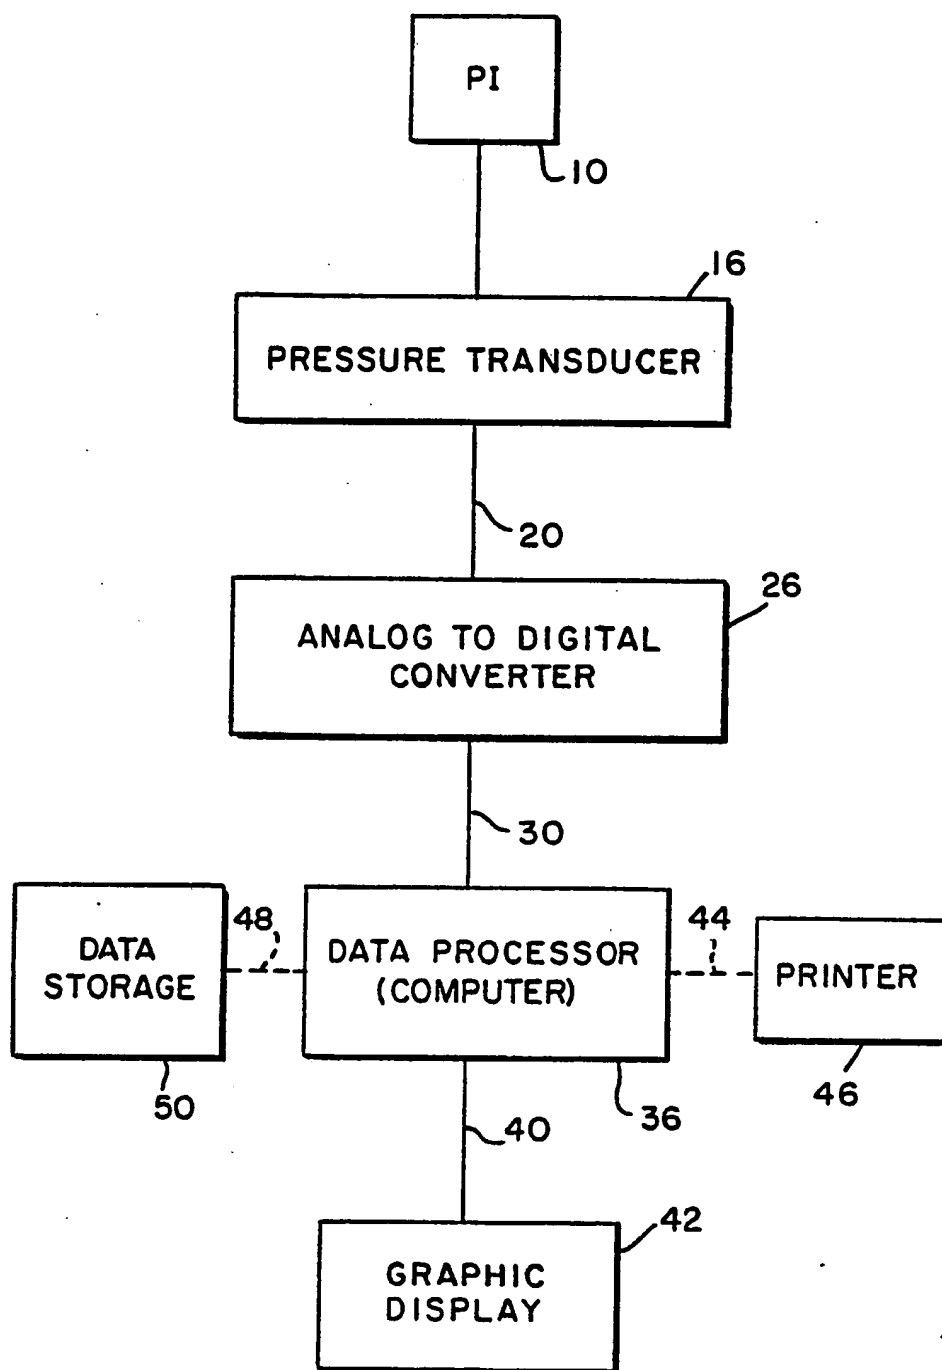 PI
10
16
PRESSURE TRANSDUCER
20
26
ANALOG TO DIGITAL
CONVERTER
30
48
44
DATA
STORAGE
DATA PROCESSOR
(COMPUTER)
PRINTER
50
36
46
40
42
GRAPHIC
DISPLAY